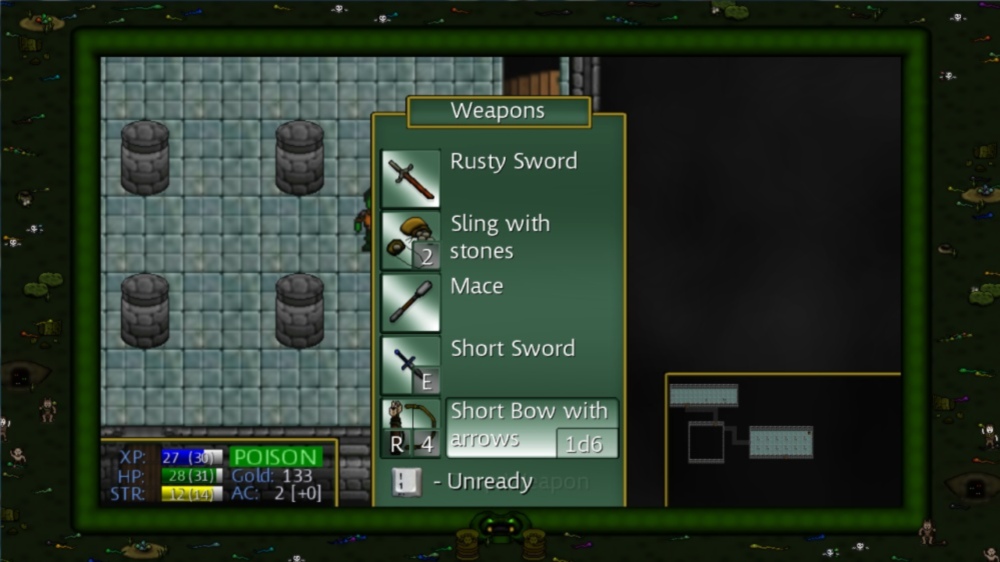 Weapons
Rusty Sword
Sling with
stones
2
Mace
Short Sword
E
Short Bow with
arrows
R 4
1d6
- Unready
XP: 27 (30) POISON
HP: 28(31) Gold: 133
STR: 12(14) AC: 2 [+0]